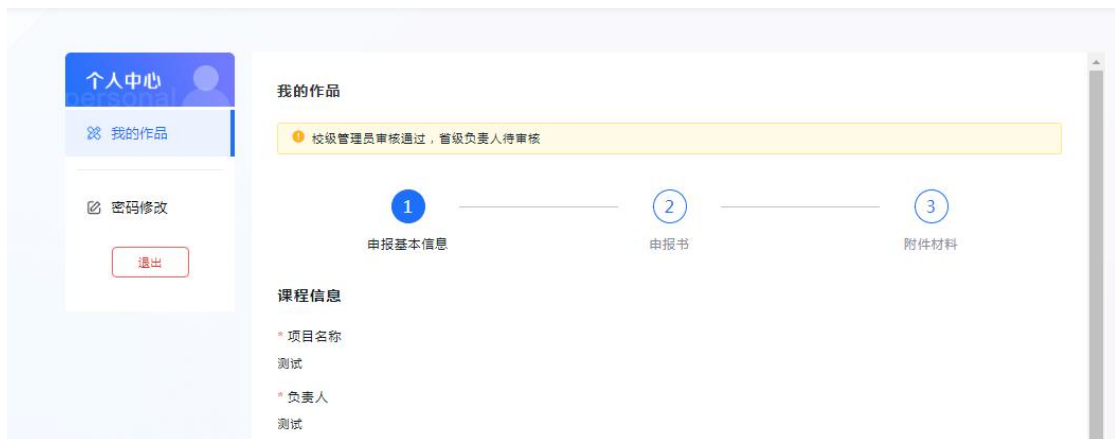 个人中心
personal
我的作品
密码修改
退出
我的作品
校级管理员审核通过，省级负责人待审核
1
2
3
申报基本信息
申报书
附件材料
课程信息
* 项目名称
测试
* 负责人
测试